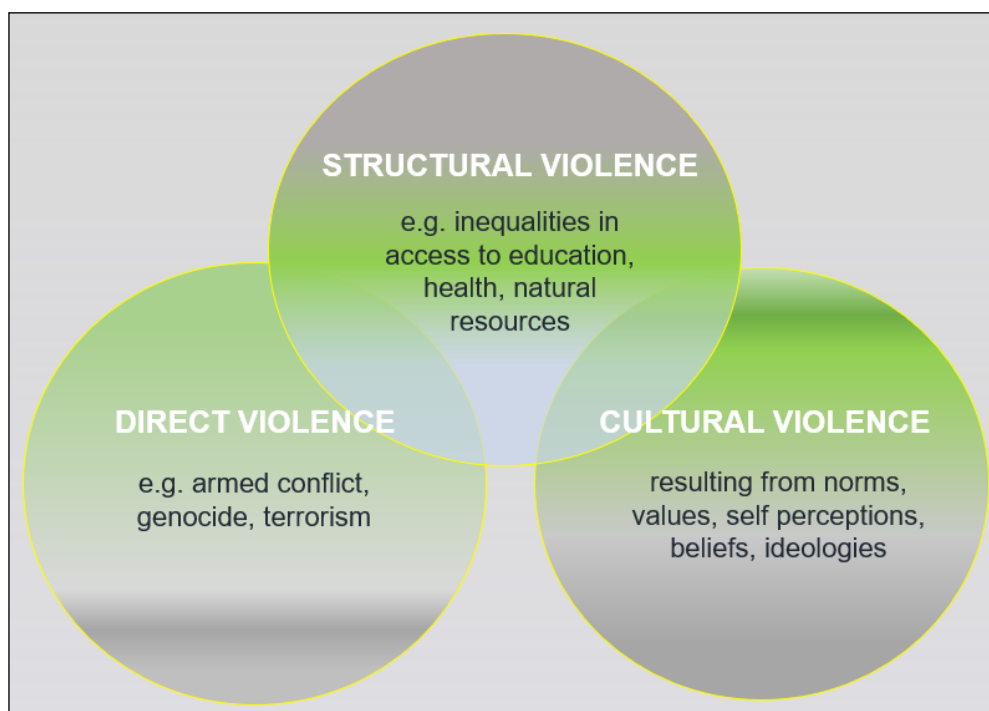 STRUCTURAL VIOLENCE
e.g. inequalities in
access to education,
health, natural
resources
DIRECT VIOLENCE
e.g. armed conflict,
genocide, terrorism
CULTURAL VIOLENCE
resulting from norms,
values, self perceptions,
beliefs, ideologies